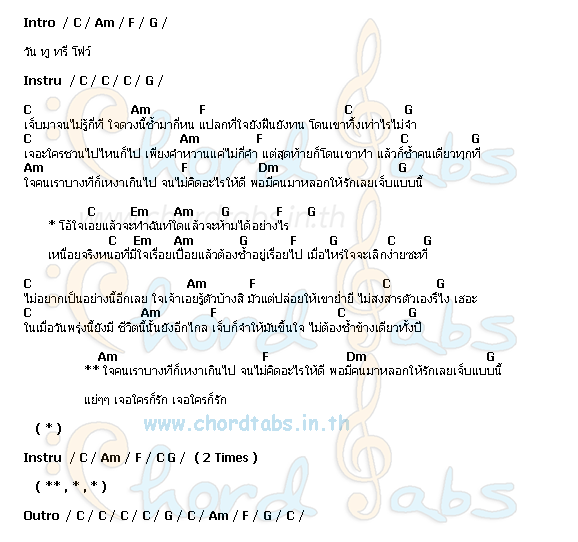 Intro / C / Am / F / G /
วัน ทู ทรี โฟว์
Instru / C / C / C / G /
C Am F C G
เจ็บมาจนไม่รู้กี่ที ใจดวงนี้ช้ำมากี่หน แปลกที่ใจยังฝืนยังทน โดนเขาทิ้งเท่าไรไม่จำ
C Am F C G
เจอะใครชวนไปไหนก็ไป เพียงคำหวานแค่ไม่กี่คำ แต่สุดท้ายก็โดนเขาทำ แล้วก็ช้ำคนเดียวทุกที
Am F Dm G
ใจคนเราบางทีก็เหงาเกินไป จนไม่คิดอะไรให้ดี พอมีคนมาหลอกให้รักเลยเจ็บแบบนี้
C Em Am G F G
* โอ้ใจเอยแล้วจะทำฉันท์ใดแล้วจะห้ามได้อย่างไร
C Em Am G F G C G
เหนื่อยจริงหนอที่มีใจเรื่อยเปื่อยแล้วต้องช้ำอยู่เรื่อยไป เมื่อไหร่ใจจะเลิกง่ายซะที
C Am F C G
ไม่อยากเป็นอย่างนี้อีกเลย ใจเจ้าเอยรู้ตัวบ้างสิ มัวแต่ปล่อยให้เขาย่ำยี ไม่สงสารตัวเองรึไง เธอะ
C Am F C G
ในเมื่อวันพรุ่งนี้ยังมี ชีวิตนี้นั้นยังอีกไกล เจ็บก็จำให้มันขึ้นใจ ไม่ต้องช้ำข้างเดียวทั้งปี
Am F Dm G
** ใจคนเราบางทีก็เหงาเกินไป จนไม่คิดอะไรให้ดี พอมีคนมาหลอกให้รักเลยเจ็บแบบนี้
แย่ๆๆ เจอใครก็รัก เจอใครก็รัก
www.chordtabs.in.th
( * )
Instru / C / Am / F / C G / ( 2 Times )
( ** , * , * )
Outro / C / C / C / C / G / C / Am / F / G / C /